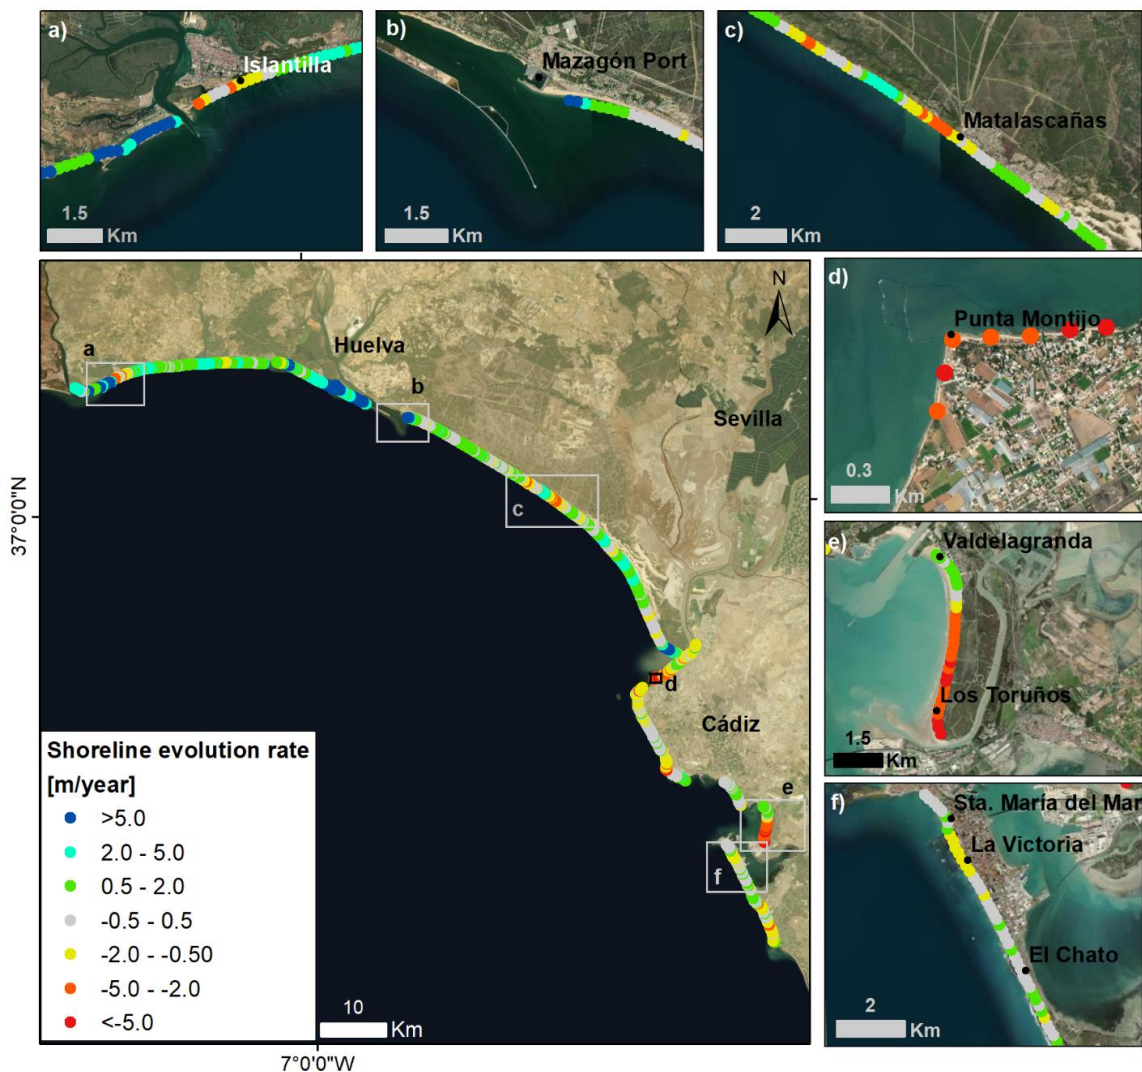 a)
Islantilla
1.5
Km
b)
Mazagón Port
1.5
Km
c)
Matalascañas
2
Km
a
Huelva
b
Sevilla
c
N
37°0'0"N
d
Cádiz
e
f
Shoreline evolution rate
[m/year]
>5.0
2.0 - 5.0
0.5 - 2.0
-0.5 - 0.5
-2.0 - -0.50
-5.0 - -2.0
<-5.0
10
Km
7°0'0"W
d)
Punta Montijo
0.3
Km
e)
Valdelagranda
Los Toruños
1.5
Km
f)
Sta. María del Mar
La Victoria
El Chato
2
Km